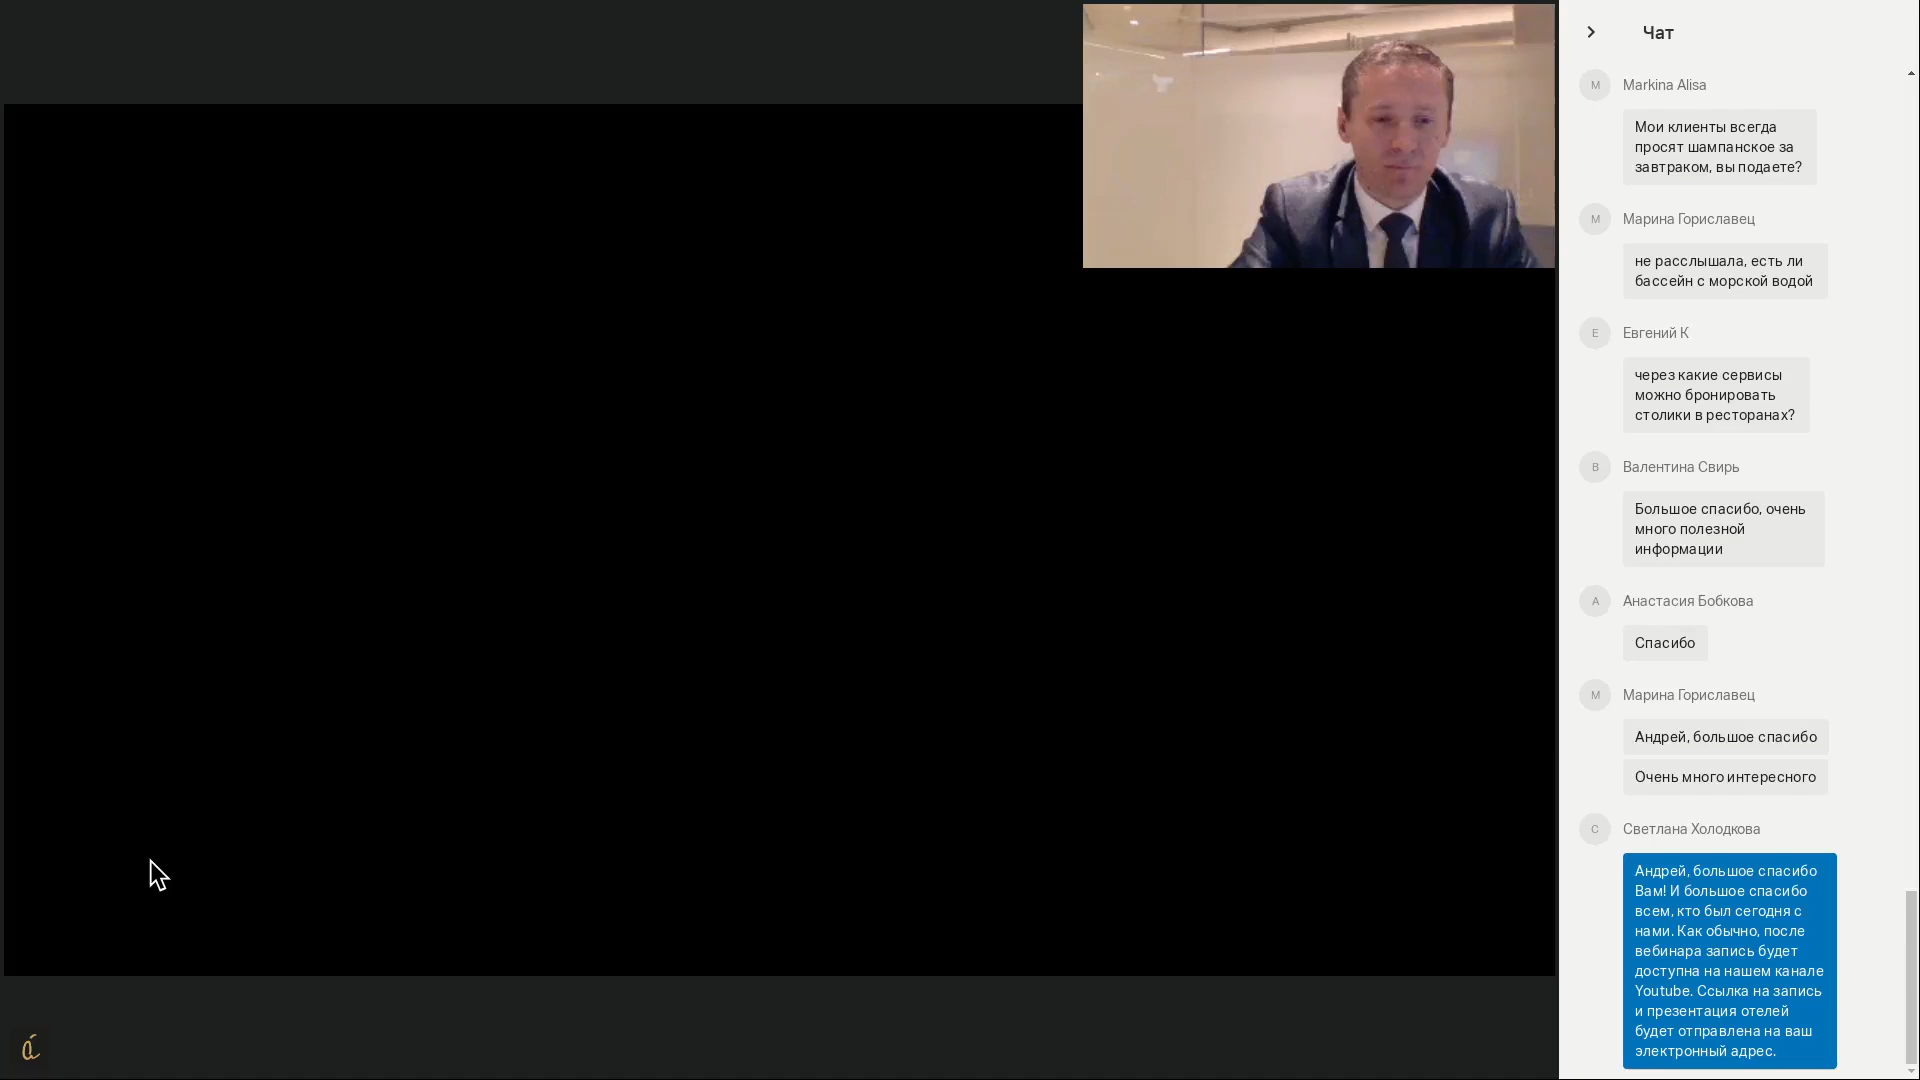 Чат
M
Markina Alisa
Мои клиенты всегда
просят шампанское за
завтраком, вы подаете?
М
Марина Гориславец
не расслышала, есть ли
бассейн с морской водой
Е
Евгений К
через какие сервисы
можно бронировать
столики в ресторанах?
В
Валентина Свирь
Большое спасибо, очень
много полезной
информации
А
Анастасия Бобкова
Спасибо
М
Марина Гориславец
Андрей, большое спасибо
Очень много интересного
С
Светлана Холодкова
Андрей, большое спасибо
Вам! И большое спасибо
всем, кто был сегодня с
нами. Как обычно, после
вебинара запись будет
доступна на нашем канале
Youtube. Ссылка на запись
и презентация отелей
будет отправлена на ваш
электронный адрес.
á